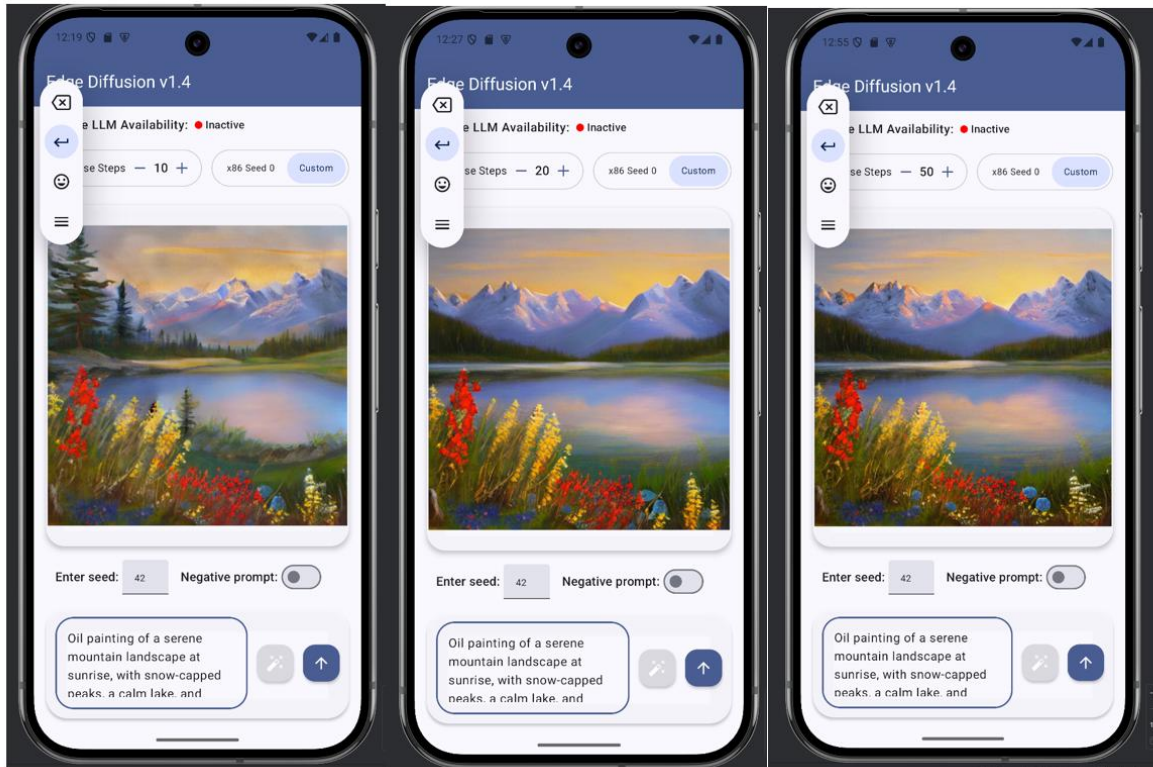 12:19
Edge Diffusion v1.4
e LLM Availability: Inactive
se Steps — 10 + x86 Seed 0 Custom
Enter seed: 42 Negative prompt:
Oil painting of a serene
mountain landscape at
sunrise, with snow-capped
peaks, a calm lake, and
12:27
Edge Diffusion v1.4
e LLM Availability: Inactive
se Steps — 20 + x86 Seed 0 Custom
Enter seed: 42 Negative prompt:
Oil painting of a serene
mountain landscape at
sunrise, with snow-capped
peaks, a calm lake, and
12:55
Edge Diffusion v1.4
e LLM Availability: Inactive
se Steps — 50 + x86 Seed 0 Custom
Enter seed: 42 Negative prompt:
Oil painting of a serene
mountain landscape at
sunrise, with snow-capped
peaks, a calm lake, and